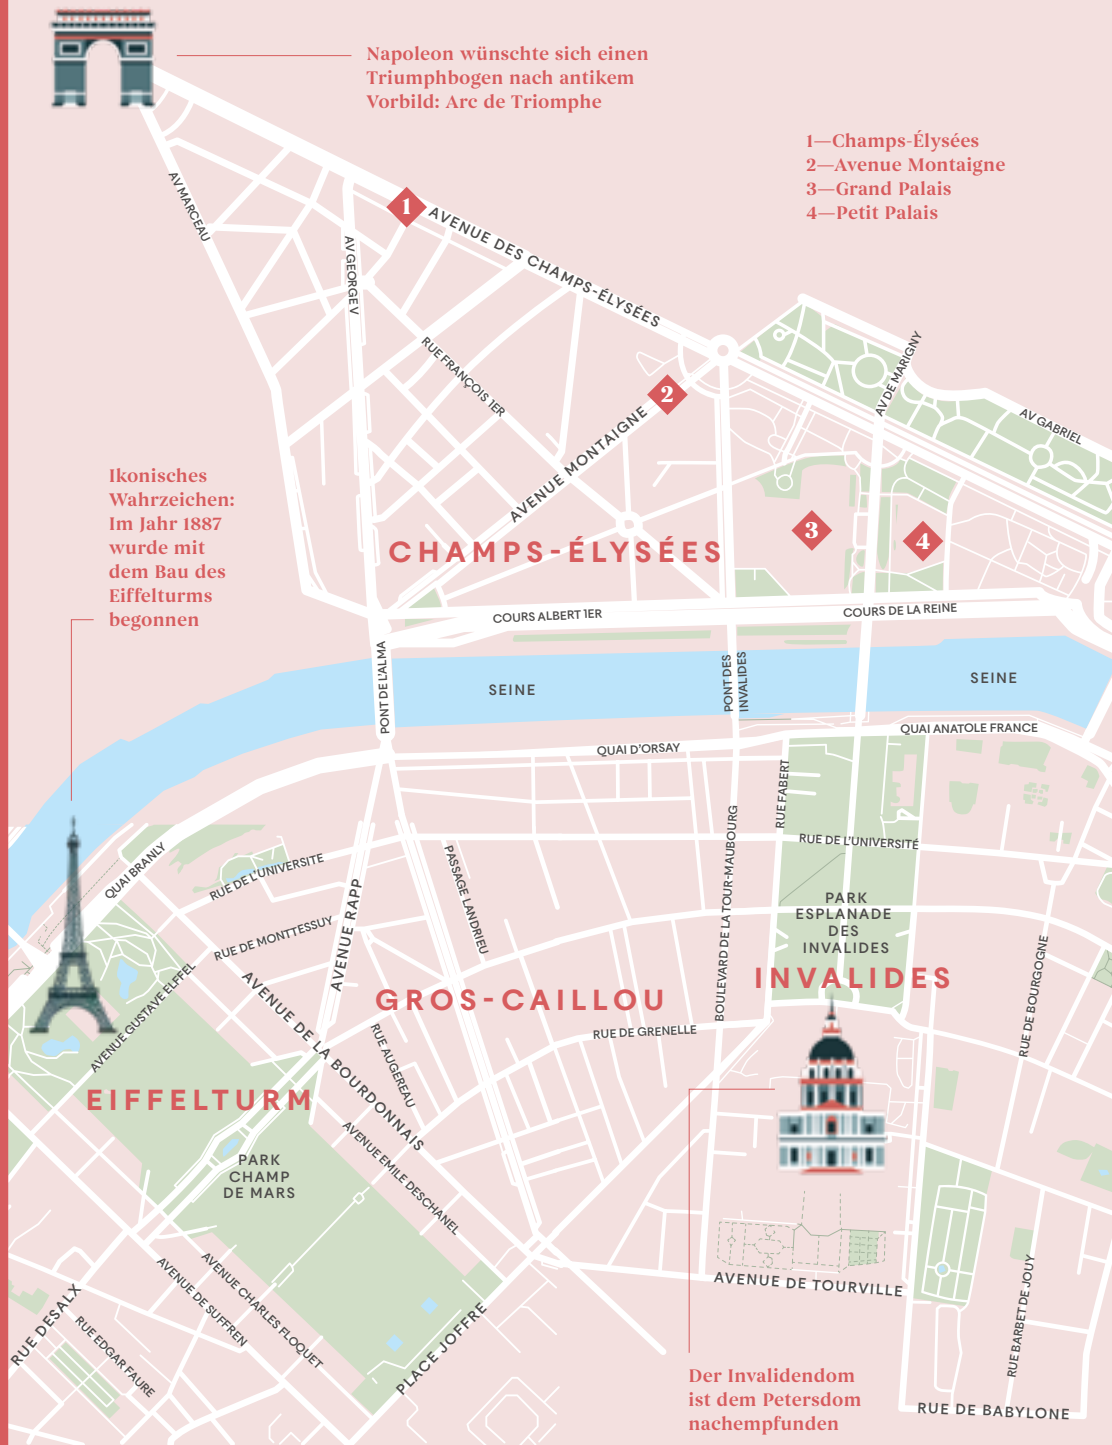 Napoleon wünschte sich einen
Triumphbogen nach antikem
Vorbild: Arc de Triomphe
1—Champs-Élysées
2—Avenue Montaigne
3—Grand Palais
4—Petit Palais
AV MARCEAU
1
AVENUE DES CHAMPS-ÉLYSÉES
AV GEORGE V
RUE FRANÇOIS 1ER
2
AVENUE MONTAIGNE
AV DE MARIGNY
AV GABRIEL
Ikonisches
Wahrzeichen:
Im Jahr 1887
wurde mit
dem Bau des
Eiffelturms
begonnen
3
4
CHAMPS-ÉLYSÉES
COURS ALBERT 1ER
COURS DE LA REINE
PONT DE L'ALMA
SEINE
PONT DES
INVALIDES
SEINE
QUAI D'ORSAY
QUAI ANATOLE FRANCE
RUE FABERT
QUAI BRANLY
RUE DE L'UNIVERSITE
PASSAGE LANDRIEU
BOULEVARD DE LA TOUR-MAUBOURG
RUE DE L'UNIVERSITÉ
AVENUE RAPP
RUE DE MONTTESSUY
PARK
ESPLANADE
DES
INVALIDES
INVALIDES
AVENUE GUSTAVE EIFFEL
AVENUE DE LA BOURDONNAIS
GROS-CAILLOU
RUE DE GRENELLE
RUE DE BOURGOGNE
RUE AUGEREAU
EIFFELTURM
AVENUE EMILE DESCHANEL
PARK
CHAMP
DE MARS
AVENUE DE SUFFREN
AVENUE CHARLES FLOQUET
AVENUE DE TOURVILLE
RUE DESALX
RUE EDGAR FAURE
PLACE JOFFRE
RUE BARBET DE JOUY
Der Invalidendom
ist dem Petersdom
nachempfunden
RUE DE BABYLONE